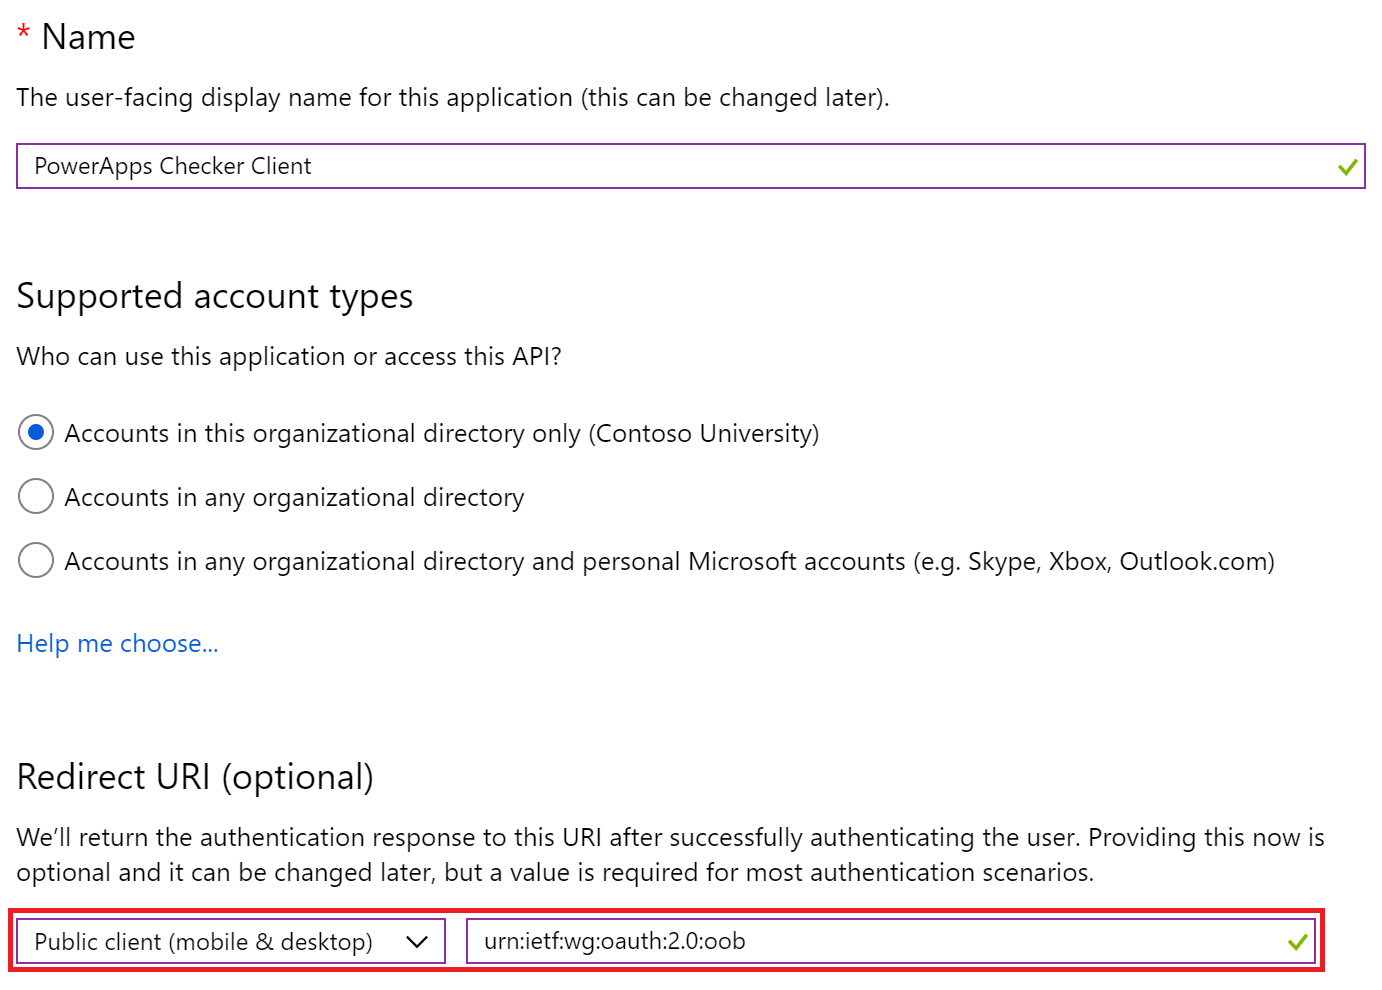 * Name
The user-facing display name for this application (this can be changed later).
PowerApps Checker Client
Supported account types
Who can use this application or access this API?
Accounts in this organizational directory only (Contoso University)
Accounts in any organizational directory
Accounts in any organizational directory and personal Microsoft accounts (e.g. Skype, Xbox, Outlook.com)
Help me choose...
Redirect URI (optional)
We’ll return the authentication response to this URI after successfully authenticating the user. Providing this now is
optional and it can be changed later, but a value is required for most authentication scenarios.
Public client (mobile & desktop) urn:ietf:wg:oauth:2.0:oob